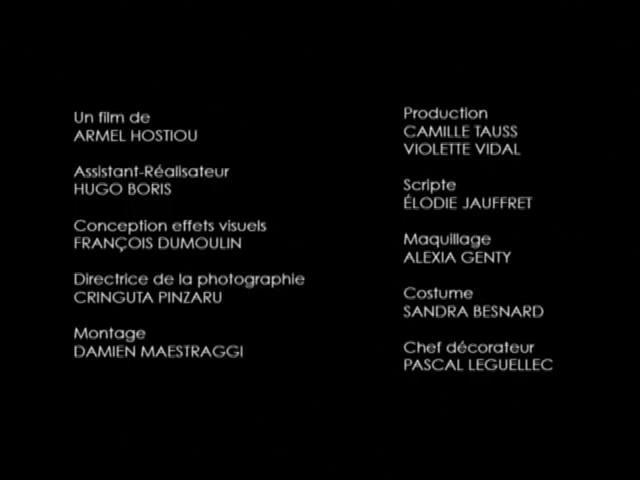 Un film de
ARMEL HOSTIOU
Assistant-Réalisateur
HUGO BORIS
Conception effets visuels
FRANÇOIS DUMOULIN
Directrice de la photographie
CRINGUTA PINZARU
Montage
DAMIEN MAESTRAGGI
Production
CAMILLE TAUSS
VIOLETTE VIDAL
Scripte
ÉLODIE JAUFFRET
Maquillage
ALEXIA GENTY
Costume
SANDRA BESNARD
Chef décorateur
PASCAL LEGUELLEC